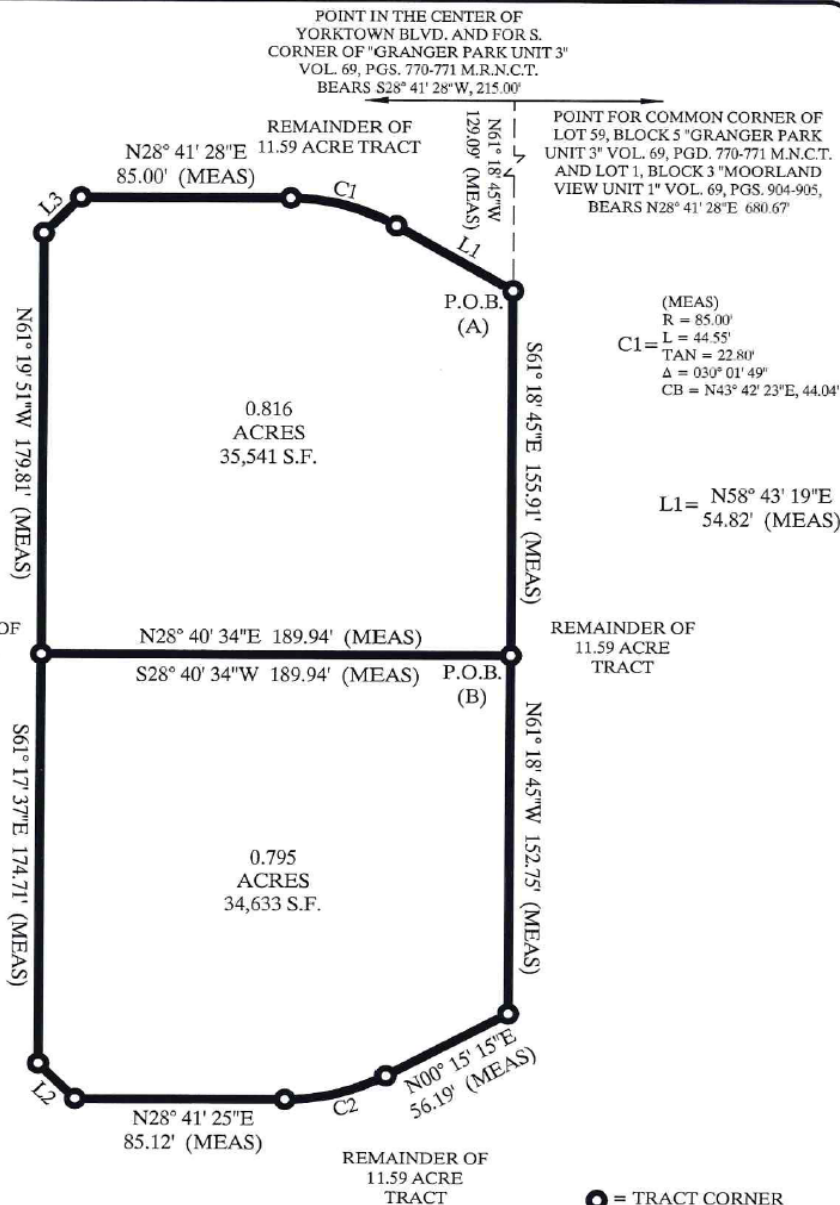 POINT IN THE CENTER OF
YORKTOWN BLVD. AND FOR S.
CORNER OF "GRANGER PARK UNIT 3"
VOL. 69, PGS. 770-771 M.R.N.C.T.
BEARS S28° 41' 28"W, 215.00'
POINT FOR COMMON CORNER OF
LOT 59, BLOCK 5 "GRANGER PARK
UNIT 3" VOL. 69, PGD. 770-771 M.N.C.T.
AND LOT 1, BLOCK 3 "MOORLAND
VIEW UNIT 1" VOL. 69, PGS. 904-905,
BEARS N28° 41' 28"E 680.67'
REMAINDER OF
11.59 ACRE TRACT
N28° 41' 28"E
85.00' (MEAS)
N61° 18' 45"W
129.09' (MEAS)
L3
C1
L1
P.O.B.
(A)
(MEAS)
R = 85.00'
L = 44.55'
C1=
TAN = 22.80'
Δ = 030° 01' 49"
CB = N43° 42' 23"E, 44.04'
N61° 19' 51"W 179.81' (MEAS)
0.816
ACRES
35,541 S.F.
S61° 18' 45"E 155.91' (MEAS)
L1= N58° 43' 19"E
54.82' (MEAS)
OF
N28° 40' 34"E 189.94' (MEAS)
S28° 40' 34"W 189.94' (MEAS)
P.O.B.
(B)
REMAINDER OF
11.59 ACRE
TRACT
S61° 17' 37"E 174.71' (MEAS)
0.795
ACRES
34,633 S.F.
N61° 18' 45"W 152.75' (MEAS)
L2
N28° 41' 25"E
85.12' (MEAS)
C2
N00° 15' 15"E
56.19' (MEAS)
REMAINDER OF
11.59 ACRE
TRACT
= TRACT CORNER